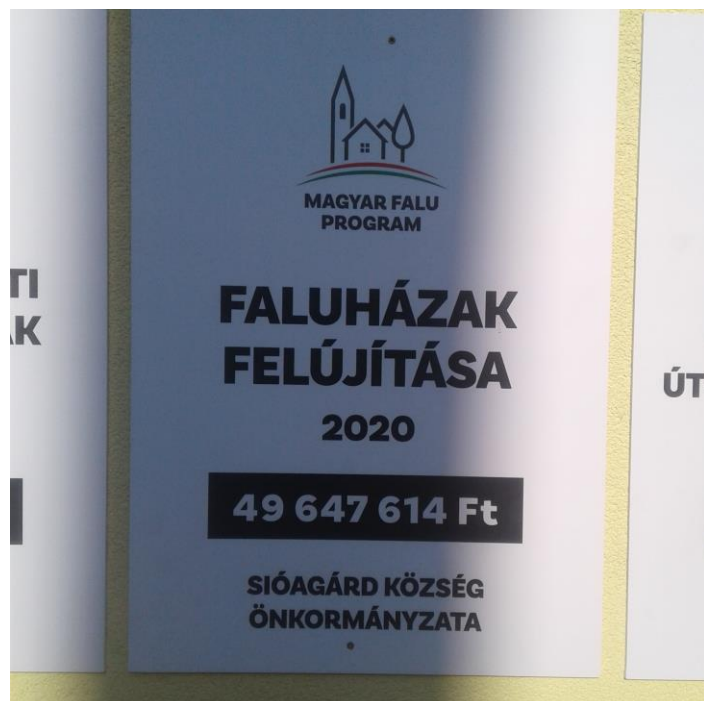 MAGYAR FALU
PROGRAM
FALUHÁZAK
FELÚJÍTÁSA
2020
49 647 614 Ft
SIÓAGÁRD KÖZSÉG
ÖNKORMÁNYZATA